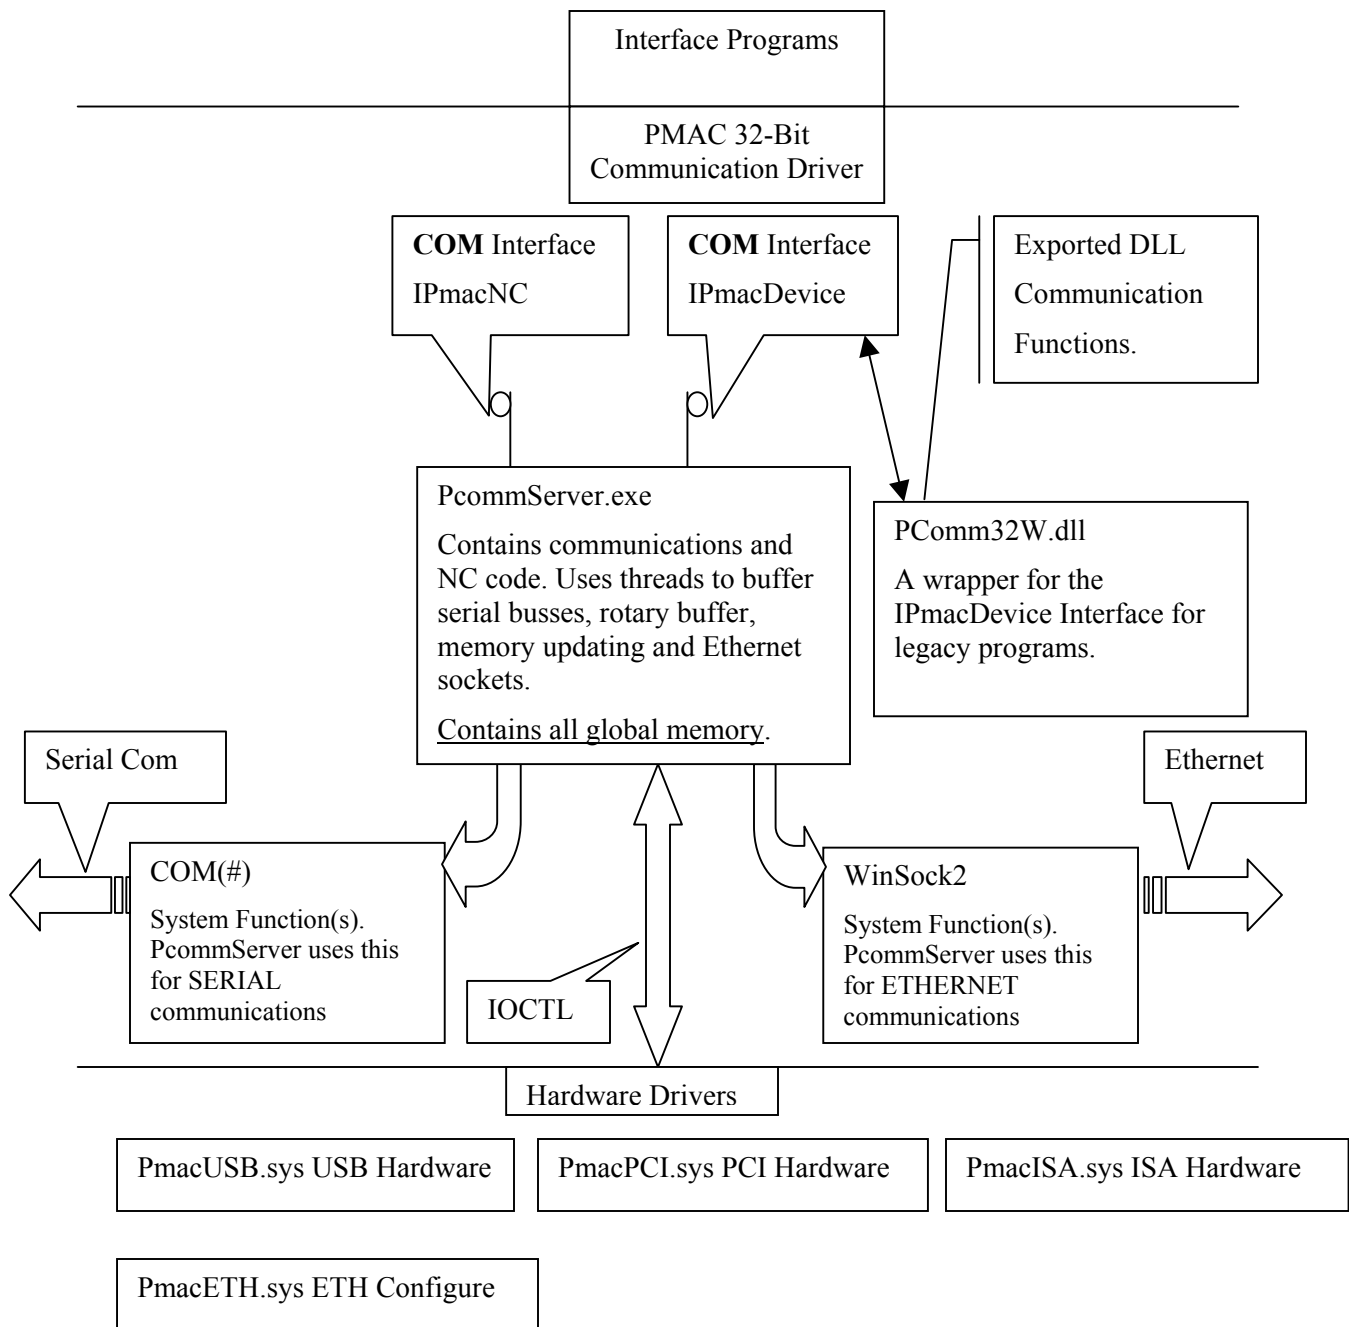 Interface Programs
PMAC 32-Bit
Communication Driver
COM Interface
IPmacNC
COM Interface
IPmacDevice
Exported DLL
Communication
Functions.
PcommServer.exe
Contains communications and
NC code. Uses threads to buffer
serial busses, rotary buffer,
memory updating and Ethernet
sockets.
Contains all global memory.
PComm32W.dll
A wrapper for the
IPmacDevice Interface for
legacy programs.
Serial Com
Ethernet
COM(#)
System Function(s).
PcommServer uses this
for SERIAL
communications
IOCTL
WinSock2
System Function(s).
PcommServer uses this
for ETHERNET
communications
Hardware Drivers
PmacUSB.sys USB Hardware
PmacPCI.sys PCI Hardware
PmacISA.sys ISA Hardware
PmacETH.sys ETH Configure